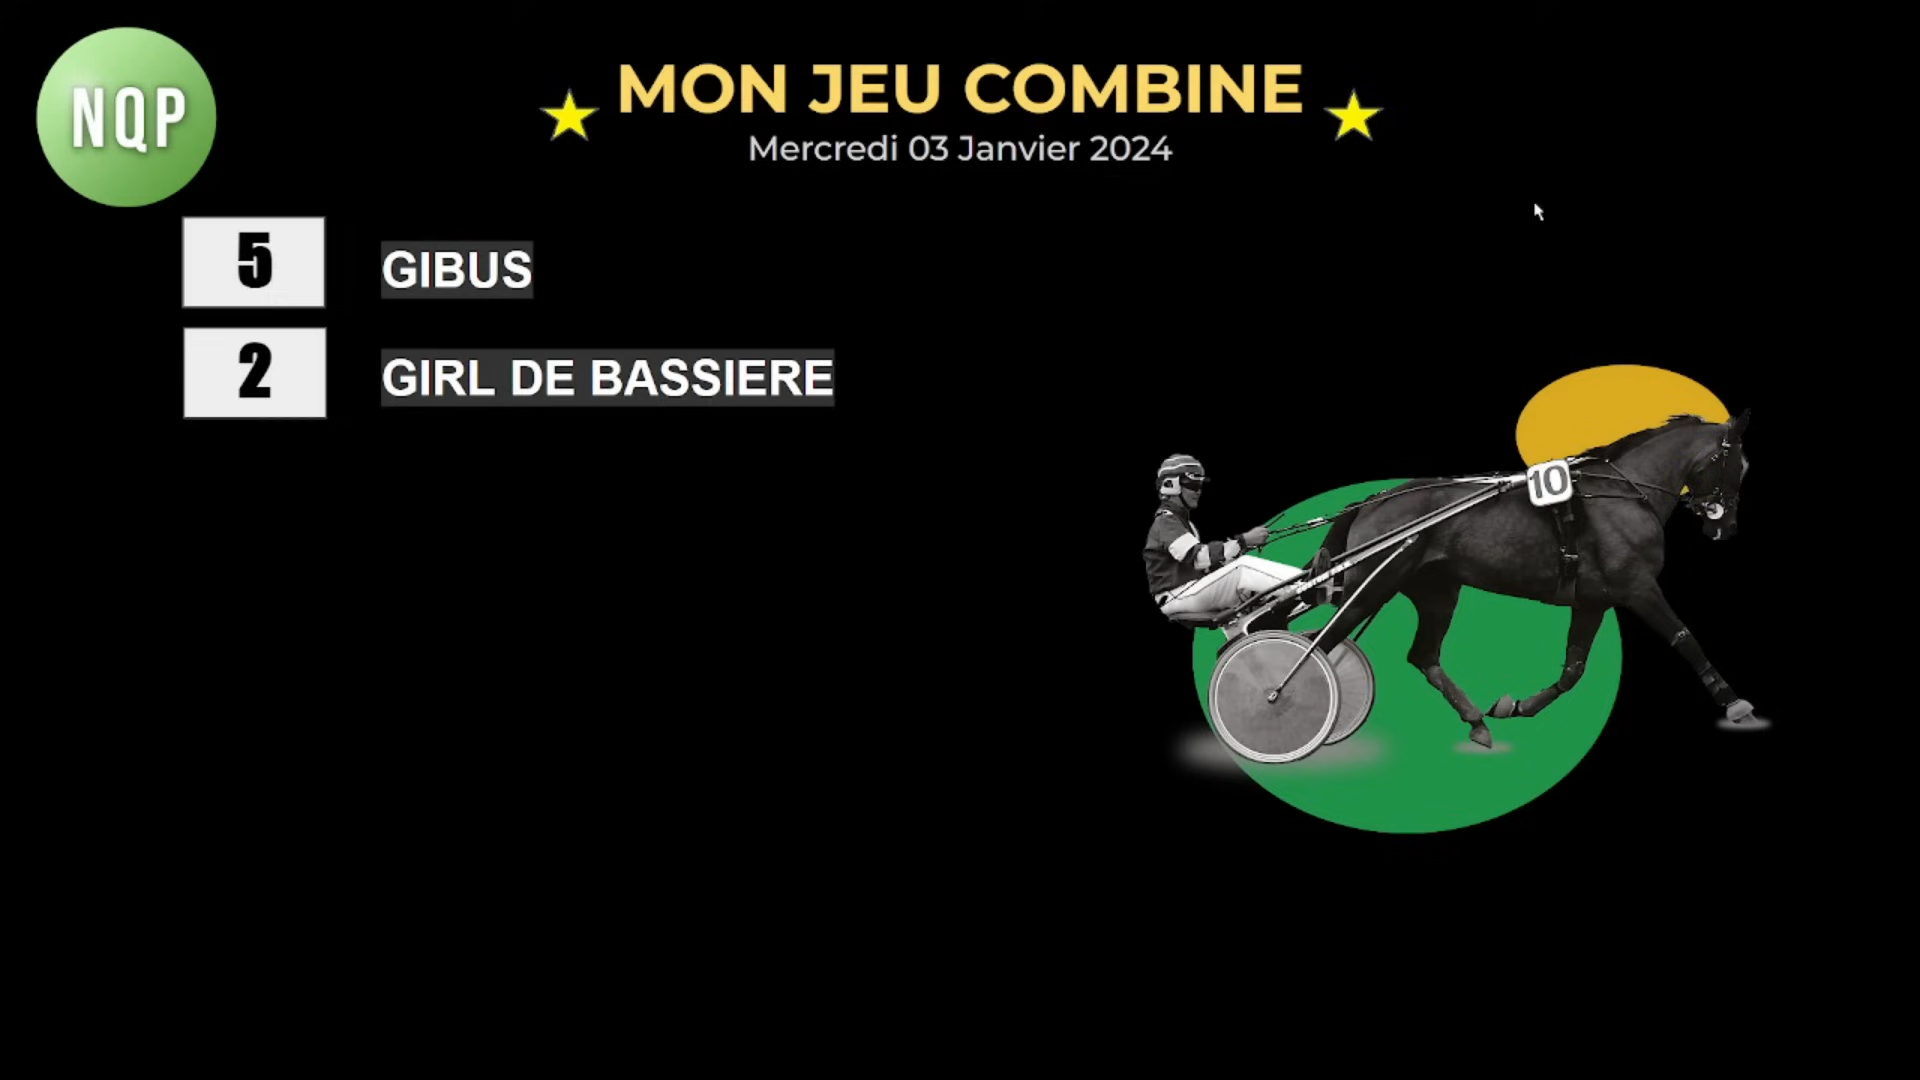 NQP
MON JEU COMBINE
Mercredi 03 Janvier 2024
5 GIBUS
2 GIRL DE BASSIERE
10